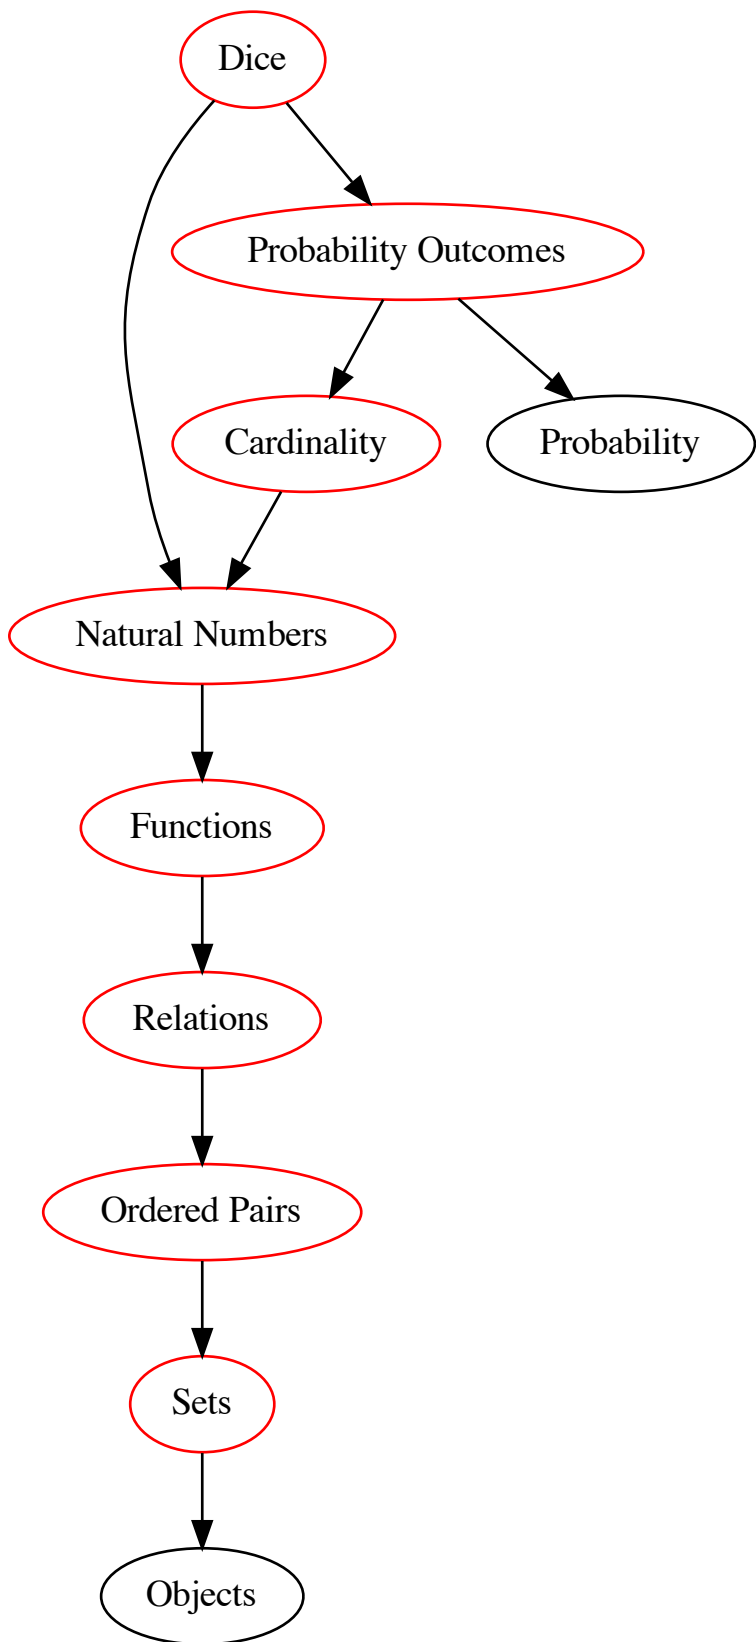 Dice
Probability Outcomes
Cardinality
Probability
Natural Numbers
Functions
Relations
Ordered Pairs
Sets
Objects